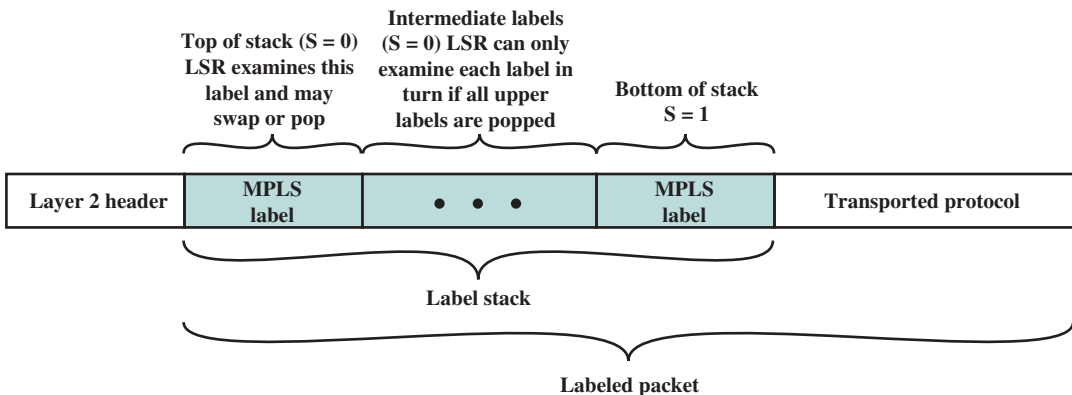 Top of stack (S = 0)
LSR examines this
label and may
swap or pop
Intermediate labels
(S = 0) LSR can only
examine each label in
turn if all upper
labels are popped
Bottom of stack
S = 1
Layer 2 header
MPLS
label
• • •
MPLS
label
Transported protocol
Label stack
Labeled packet